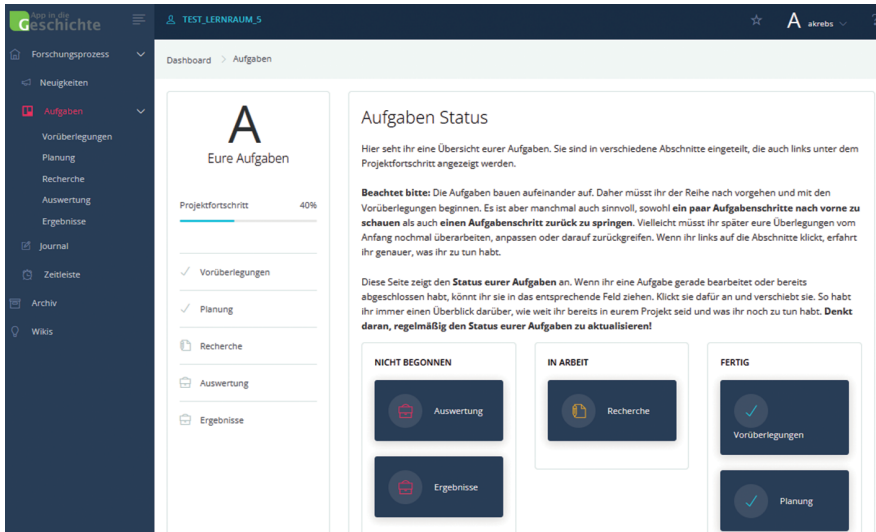 App in die
Geschichte
TEST_LERNRAUM_5
A akrebs
Forschungsprozess
Neuigkeiten
Aufgaben
Vorüberlegungen
Planung
Recherche
Auswertung
Ergebnisse
Journal
Zeitleiste
Archiv
Wikis
Dashboard > Aufgaben
A
Eure Aufgaben
Projektfortschritt 40%
Vorüberlegungen
Planung
Recherche
Auswertung
Ergebnisse
Aufgaben Status
Hier seht ihr eine Übersicht eurer Aufgaben. Sie sind in verschiedene Abschnitte eingeteilt, die auch links unter dem
Projektfortschritt angezeigt werden.
Beachtet bitte: Die Aufgaben bauen aufeinander auf. Daher müsst ihr der Reihe nach vorgehen und mit den
Vorüberlegungen beginnen. Es ist aber manchmal auch sinnvoll, sowohl ein paar Aufgabenschritte nach vorne zu
schauen als auch einen Aufgabenschritt zurück zu springen. Vielleicht müsst ihr später eure Überlegungen vom
Anfang nochmal überarbeiten, anpassen oder darauf zurückgreifen. Wenn ihr links auf die Abschnitte klickt, erfahrt
ihr genauer, was ihr zu tun habt.
Diese Seite zeigt den Status eurer Aufgaben an. Wenn ihr eine Aufgabe gerade bearbeitet oder bereits
abgeschlossen habt, könnt ihr sie in das entsprechende Feld ziehen. Klickt sie dafür an und verschiebt sie. So habt
ihr immer einen Überblick darüber, wie weit ihr bereits in eurem Projekt seid und was ihr noch zu tun habt. Denkt
daran, regelmäßig den Status eurer Aufgaben zu aktualisieren!
NICHT BEGONNEN
Auswertung
Ergebnisse
IN ARBEIT
Recherche
FERTIG
Vorüberlegungen
Planung